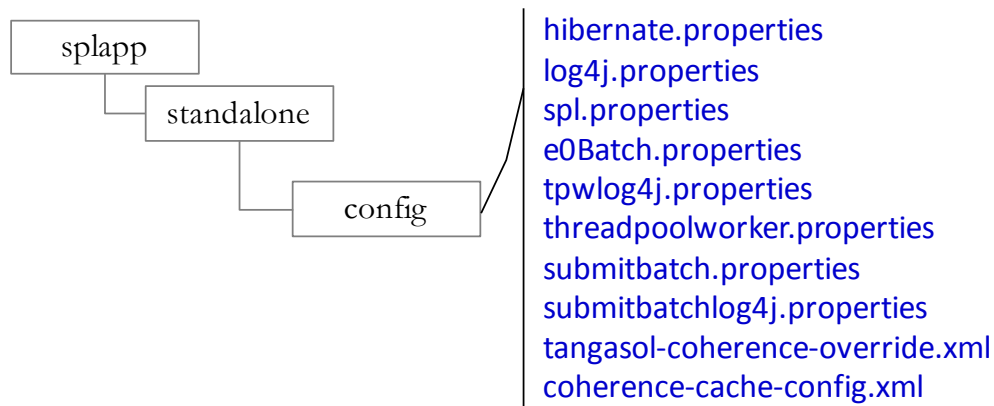 splapp
standalone
config
hibernate.properties
log4j.properties
spl.properties
e0Batch.properties
tpwlog4j.properties
threadpoolworker.properties
submitbatch.properties
submitbatchlog4j.properties
tangasol-coherence-override.xml
coherence-cache-config.xml